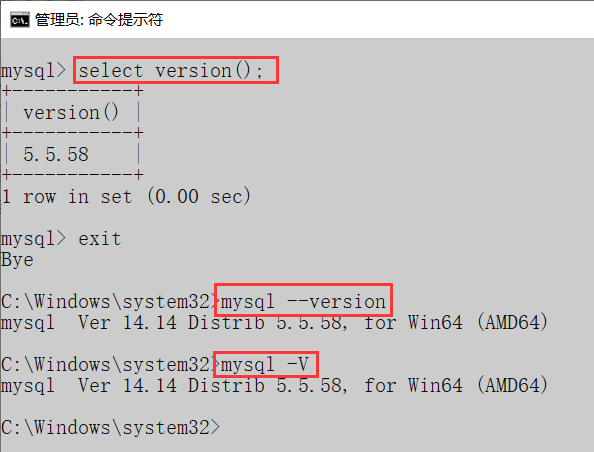 管理员: 命令提示符
mysql> select version();
+-----------+
| version() |
+-----------+
| 5.5.58    |
+-----------+
1 row in set (0.00 sec)
mysql> exit
Bye
C:\Windows\system32>mysql --version
mysql  Ver 14.14 Distrib 5.5.58, for Win64 (AMD64)
C:\Windows\system32>mysql -V
mysql  Ver 14.14 Distrib 5.5.58, for Win64 (AMD64)
C:\Windows\system32>